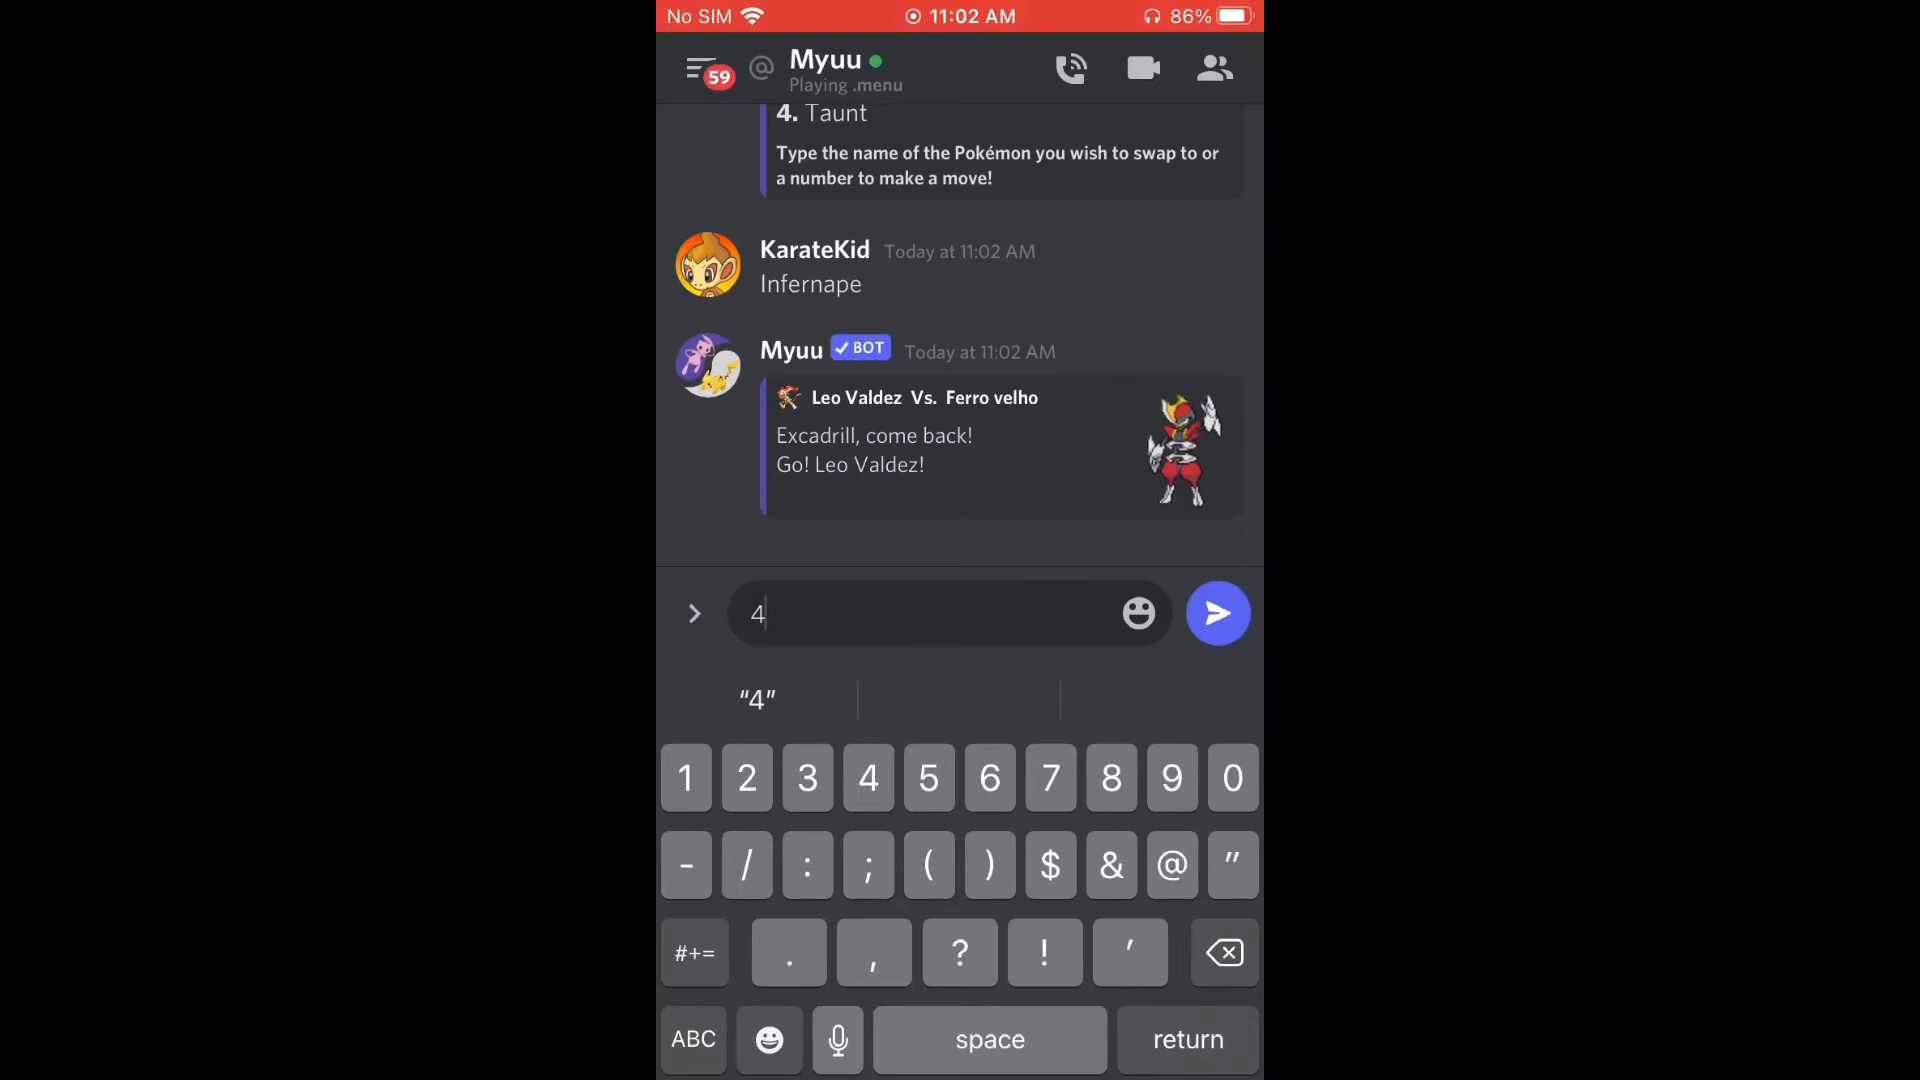 No SIM 11:02 AM 86%
59 @ Myuu
Playing .menu
4. Taunt
Type the name of the Pokémon you wish to swap to or
a number to make a move!
KarateKid Today at 11:02 AM
Infernape
Myuu BOT Today at 11:02 AM
Leo Valdez Vs. Ferro velho
Excadrill, come back!
Go! Leo Valdez!
4
“4”
1 2 3 4 5 6 7 8 9 0
- / : ; ( ) $ & @ "
#+= . , ? ! '
ABC space return